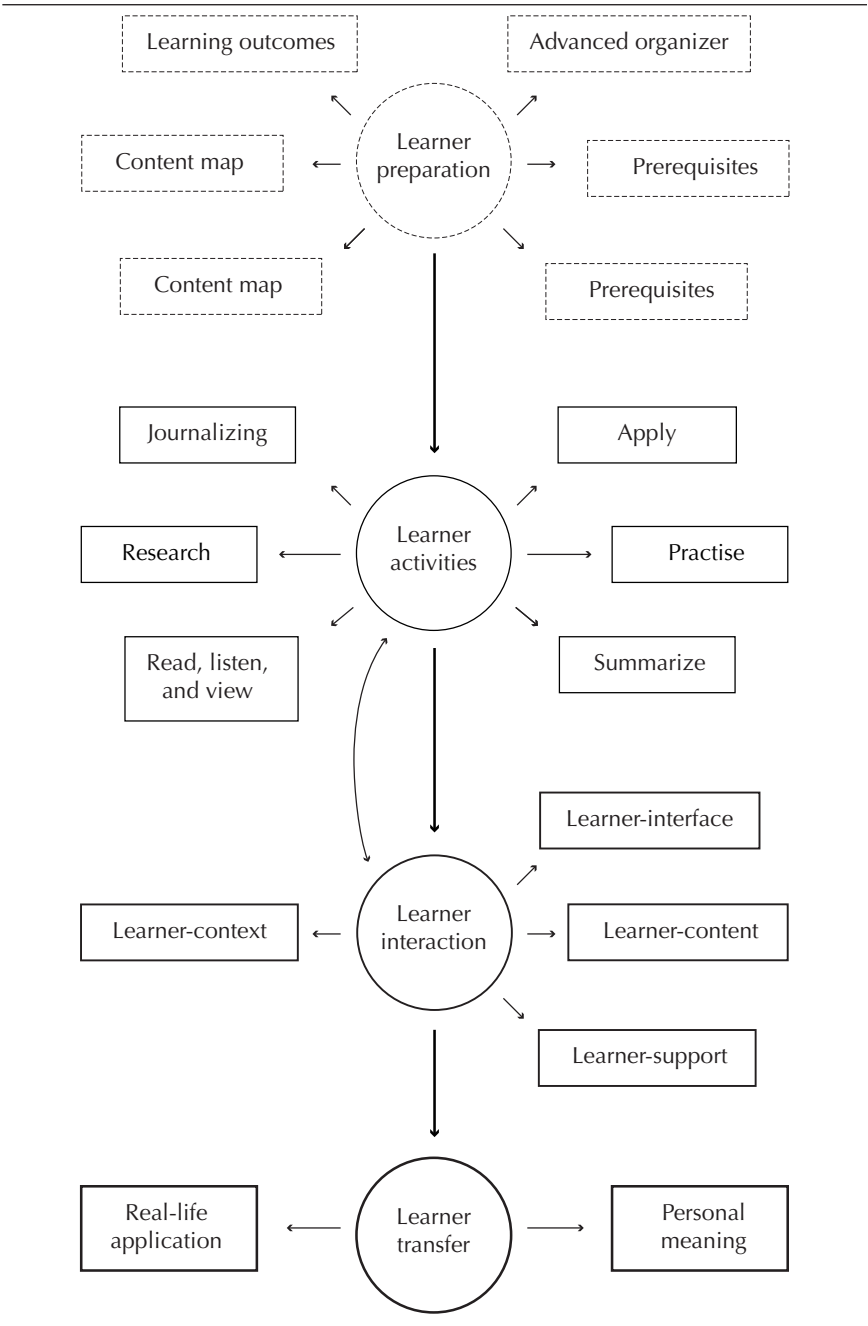 Learning outcomes
Advanced organizer
Learner
preparation
Content map
Prerequisites
Content map
Prerequisites
Journalizing
Apply
Learner
activities
Research
Practise
Read, listen,
and view
Summarize
Learner-interface
Learner
interaction
Learner-context
Learner-content
Learner-support
Real-life
application
Learner
transfer
Personal
meaning